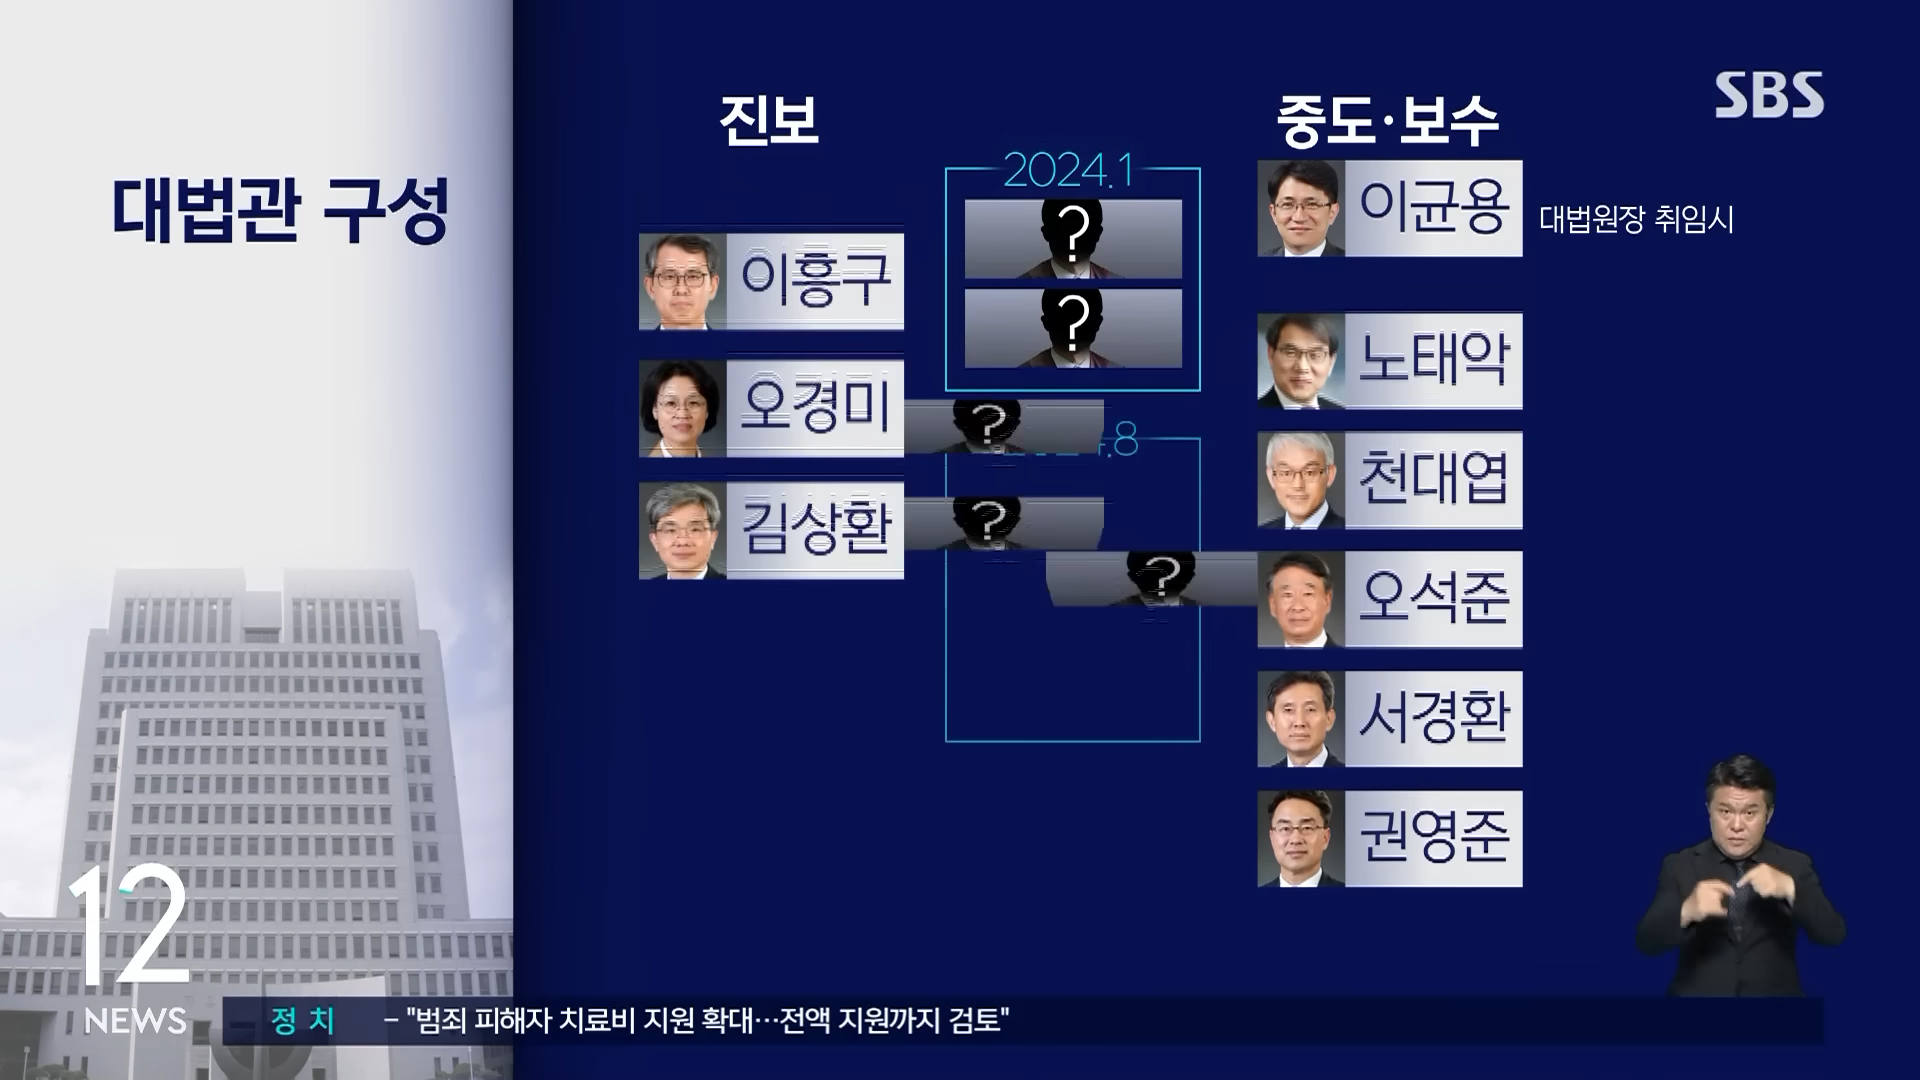 대법관 구성
SBS
진보
중도·보수
2024.1
?
?
이흥구
오경미
김상환
?
?
?
.8
이균용
대법원장 취임시
노태악
천대엽
오석준
서경환
권영준
12
NEWS
정 치
–"범죄 피해자 치료비 지원 확대…전액 지원까지 검토"